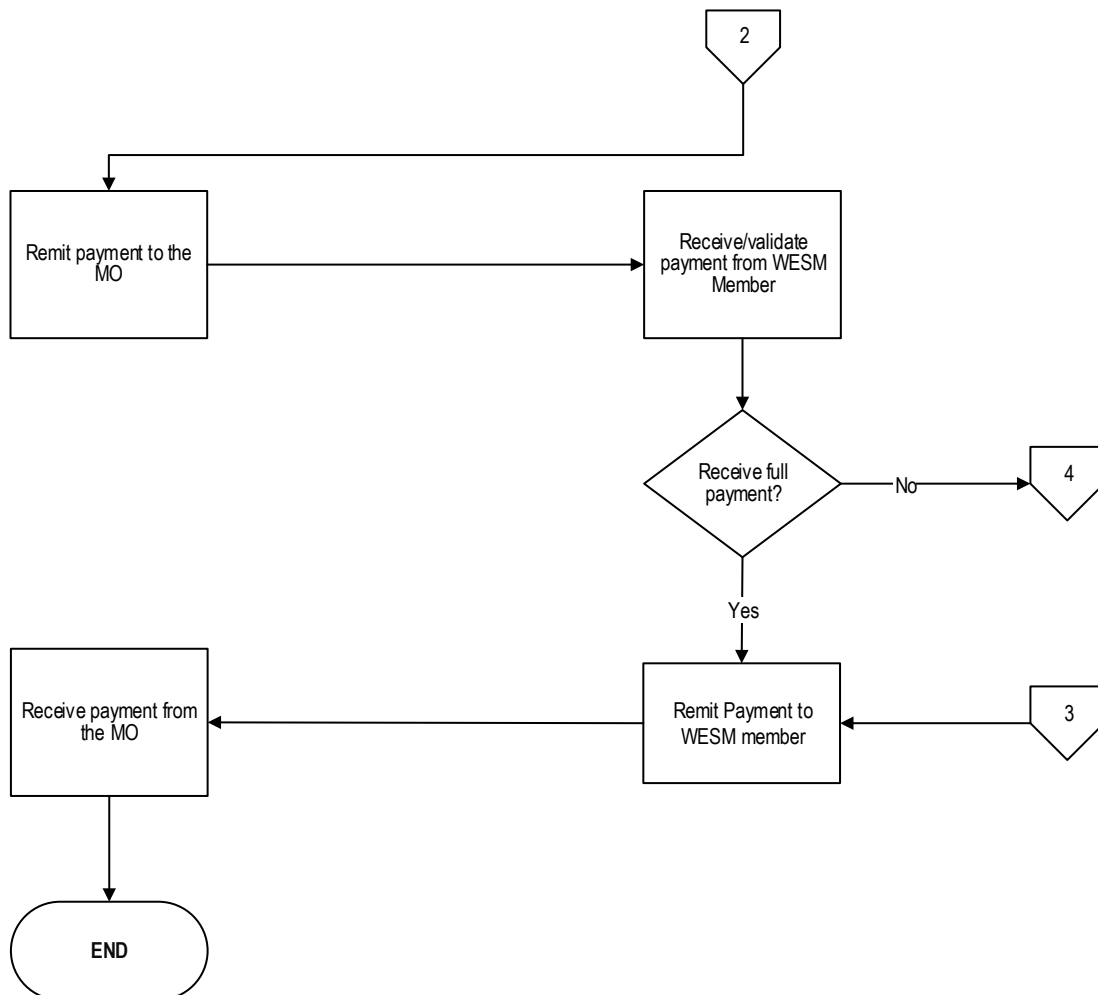 2
Remit payment to the
MO
Receive/validate
payment from WESM
Member
Receive full
payment?
No
4
Yes
Receive payment from
the MO
Remit Payment to
WESM member
3
END